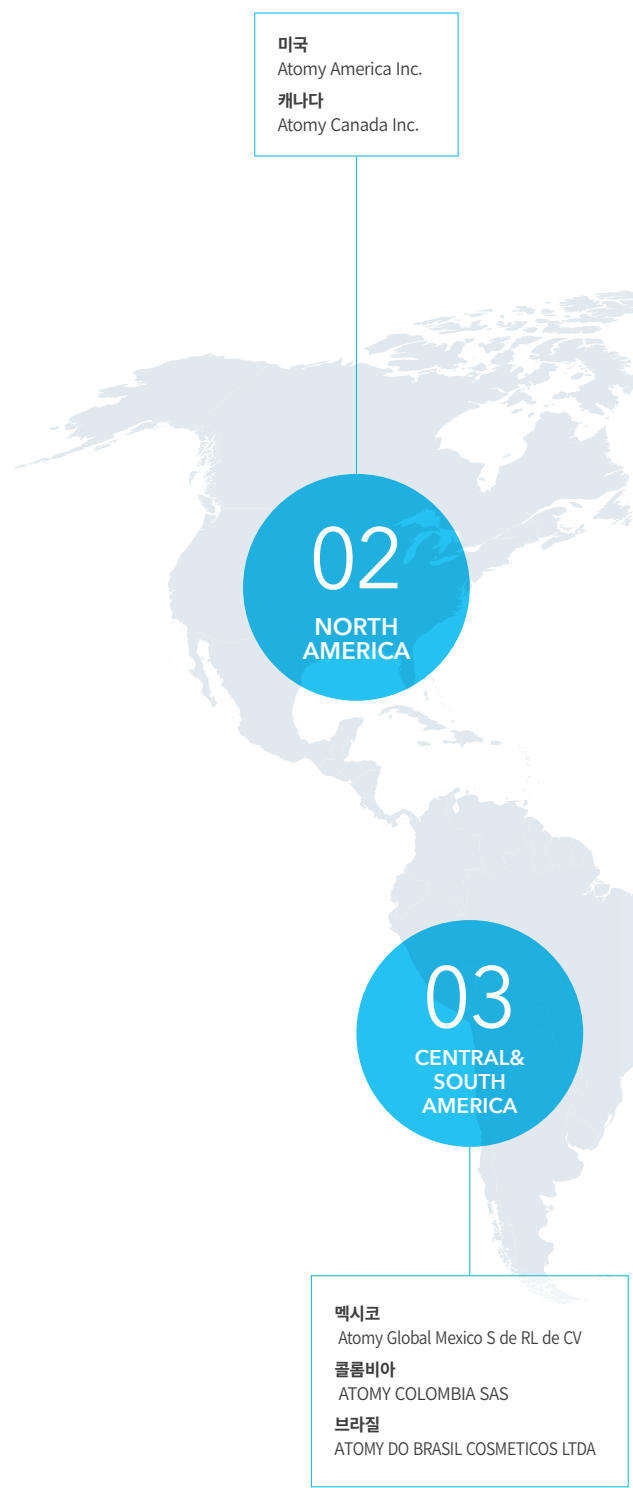 미국
Atomy America Inc.
캐나다
Atomy Canada Inc.
02
NORTH
AMERICA
03
CENTRAL&
SOUTH
AMERICA
멕시코
Atomy Global Mexico S de RL de CV
콜롬비아
ATOMY COLOMBIA SAS
브라질
ATOMY DO BRASIL COSMETICOS LTDA